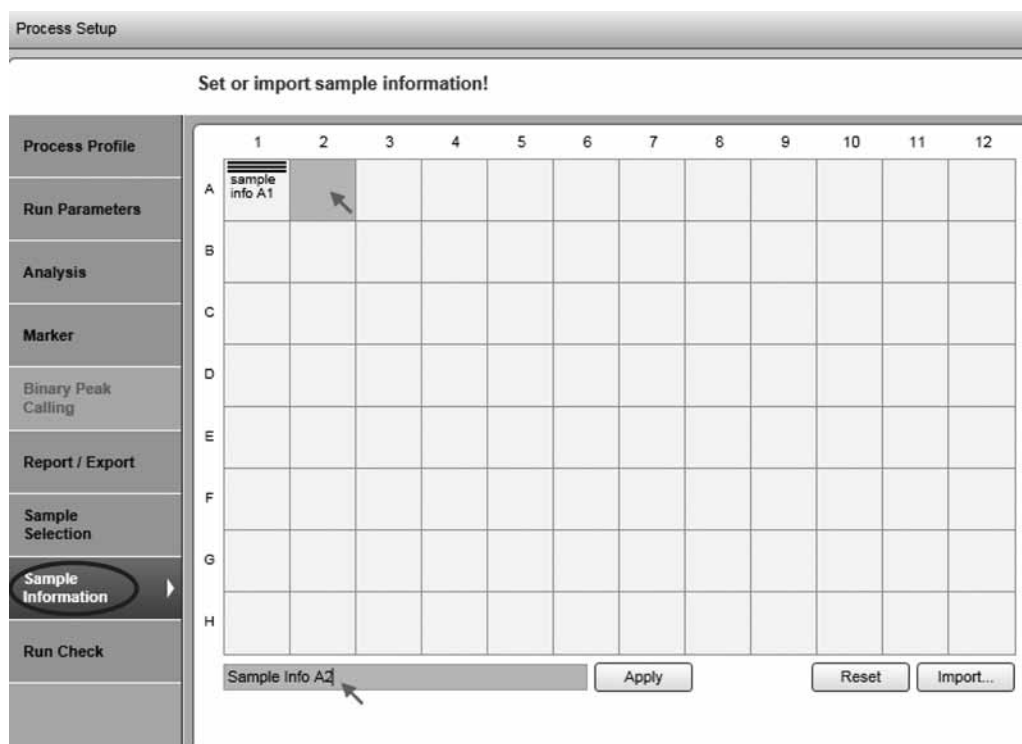 Process Setup
Set or import sample information!
Process Profile
Run Parameters
Analysis
Marker
Binary Peak
Calling
Report / Export
Sample
Selection
Sample
Information
Run Check
1 2 3 4 5 6 7 8 9 10 11 12
A
sample
info A1
B
C
D
E
F
G
H
Sample Info A2
Apply
Reset
Import...